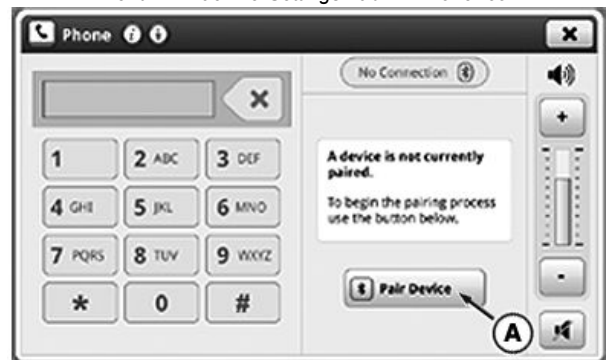 Phone
No Connection
1
2 ABC
3 DEF
4 GHI
5 JKL
6 MNO
7 PQRS
8 TUV
9 WXYZ
*
0
#
A device is not currently
paired.
To begin the pairing process
use the button below.
Pair Device
A
+
-